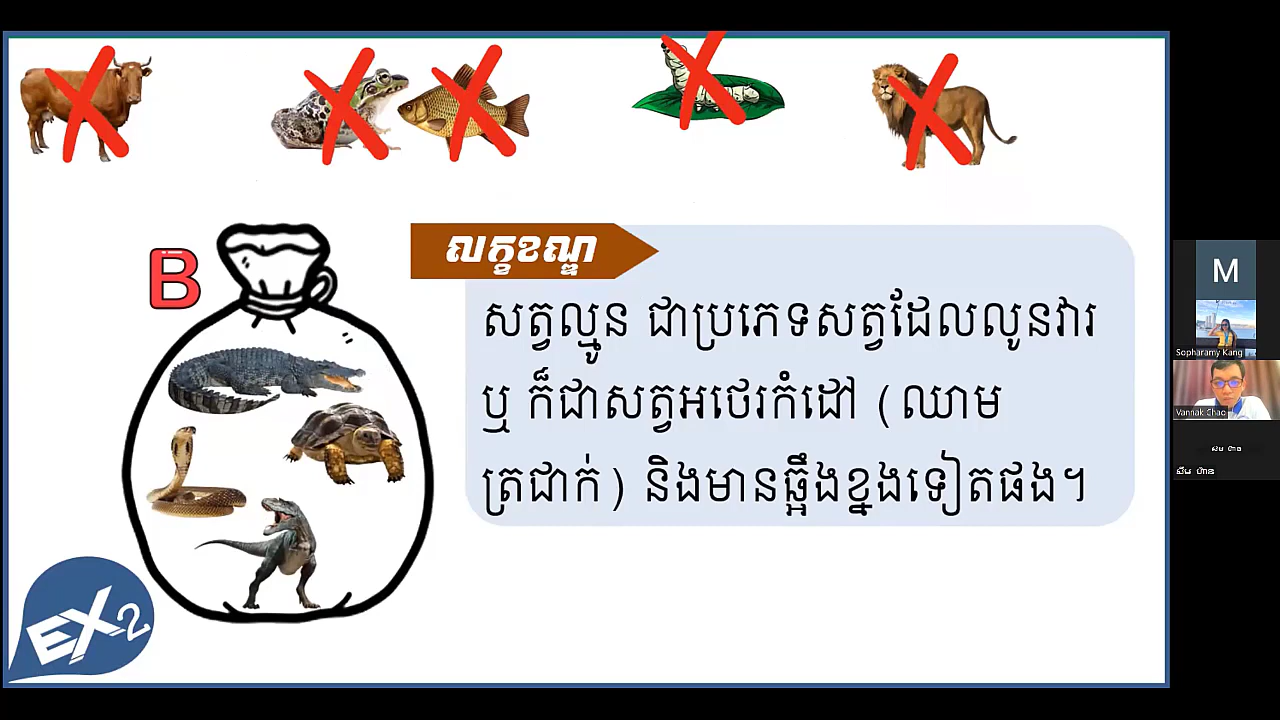 B
លក្ខខណ្ឌ
សត្វល្មូន ជាប្រភេទសត្វដែលលូនវារ
ឬ ក៏ជាសត្វអថេរកំដៅ (ឈាម
ត្រជាក់) និងមានឆ្អឹងខ្នងទៀតផង។
EX2
M
Sopharamy Kang
Vannak Chao